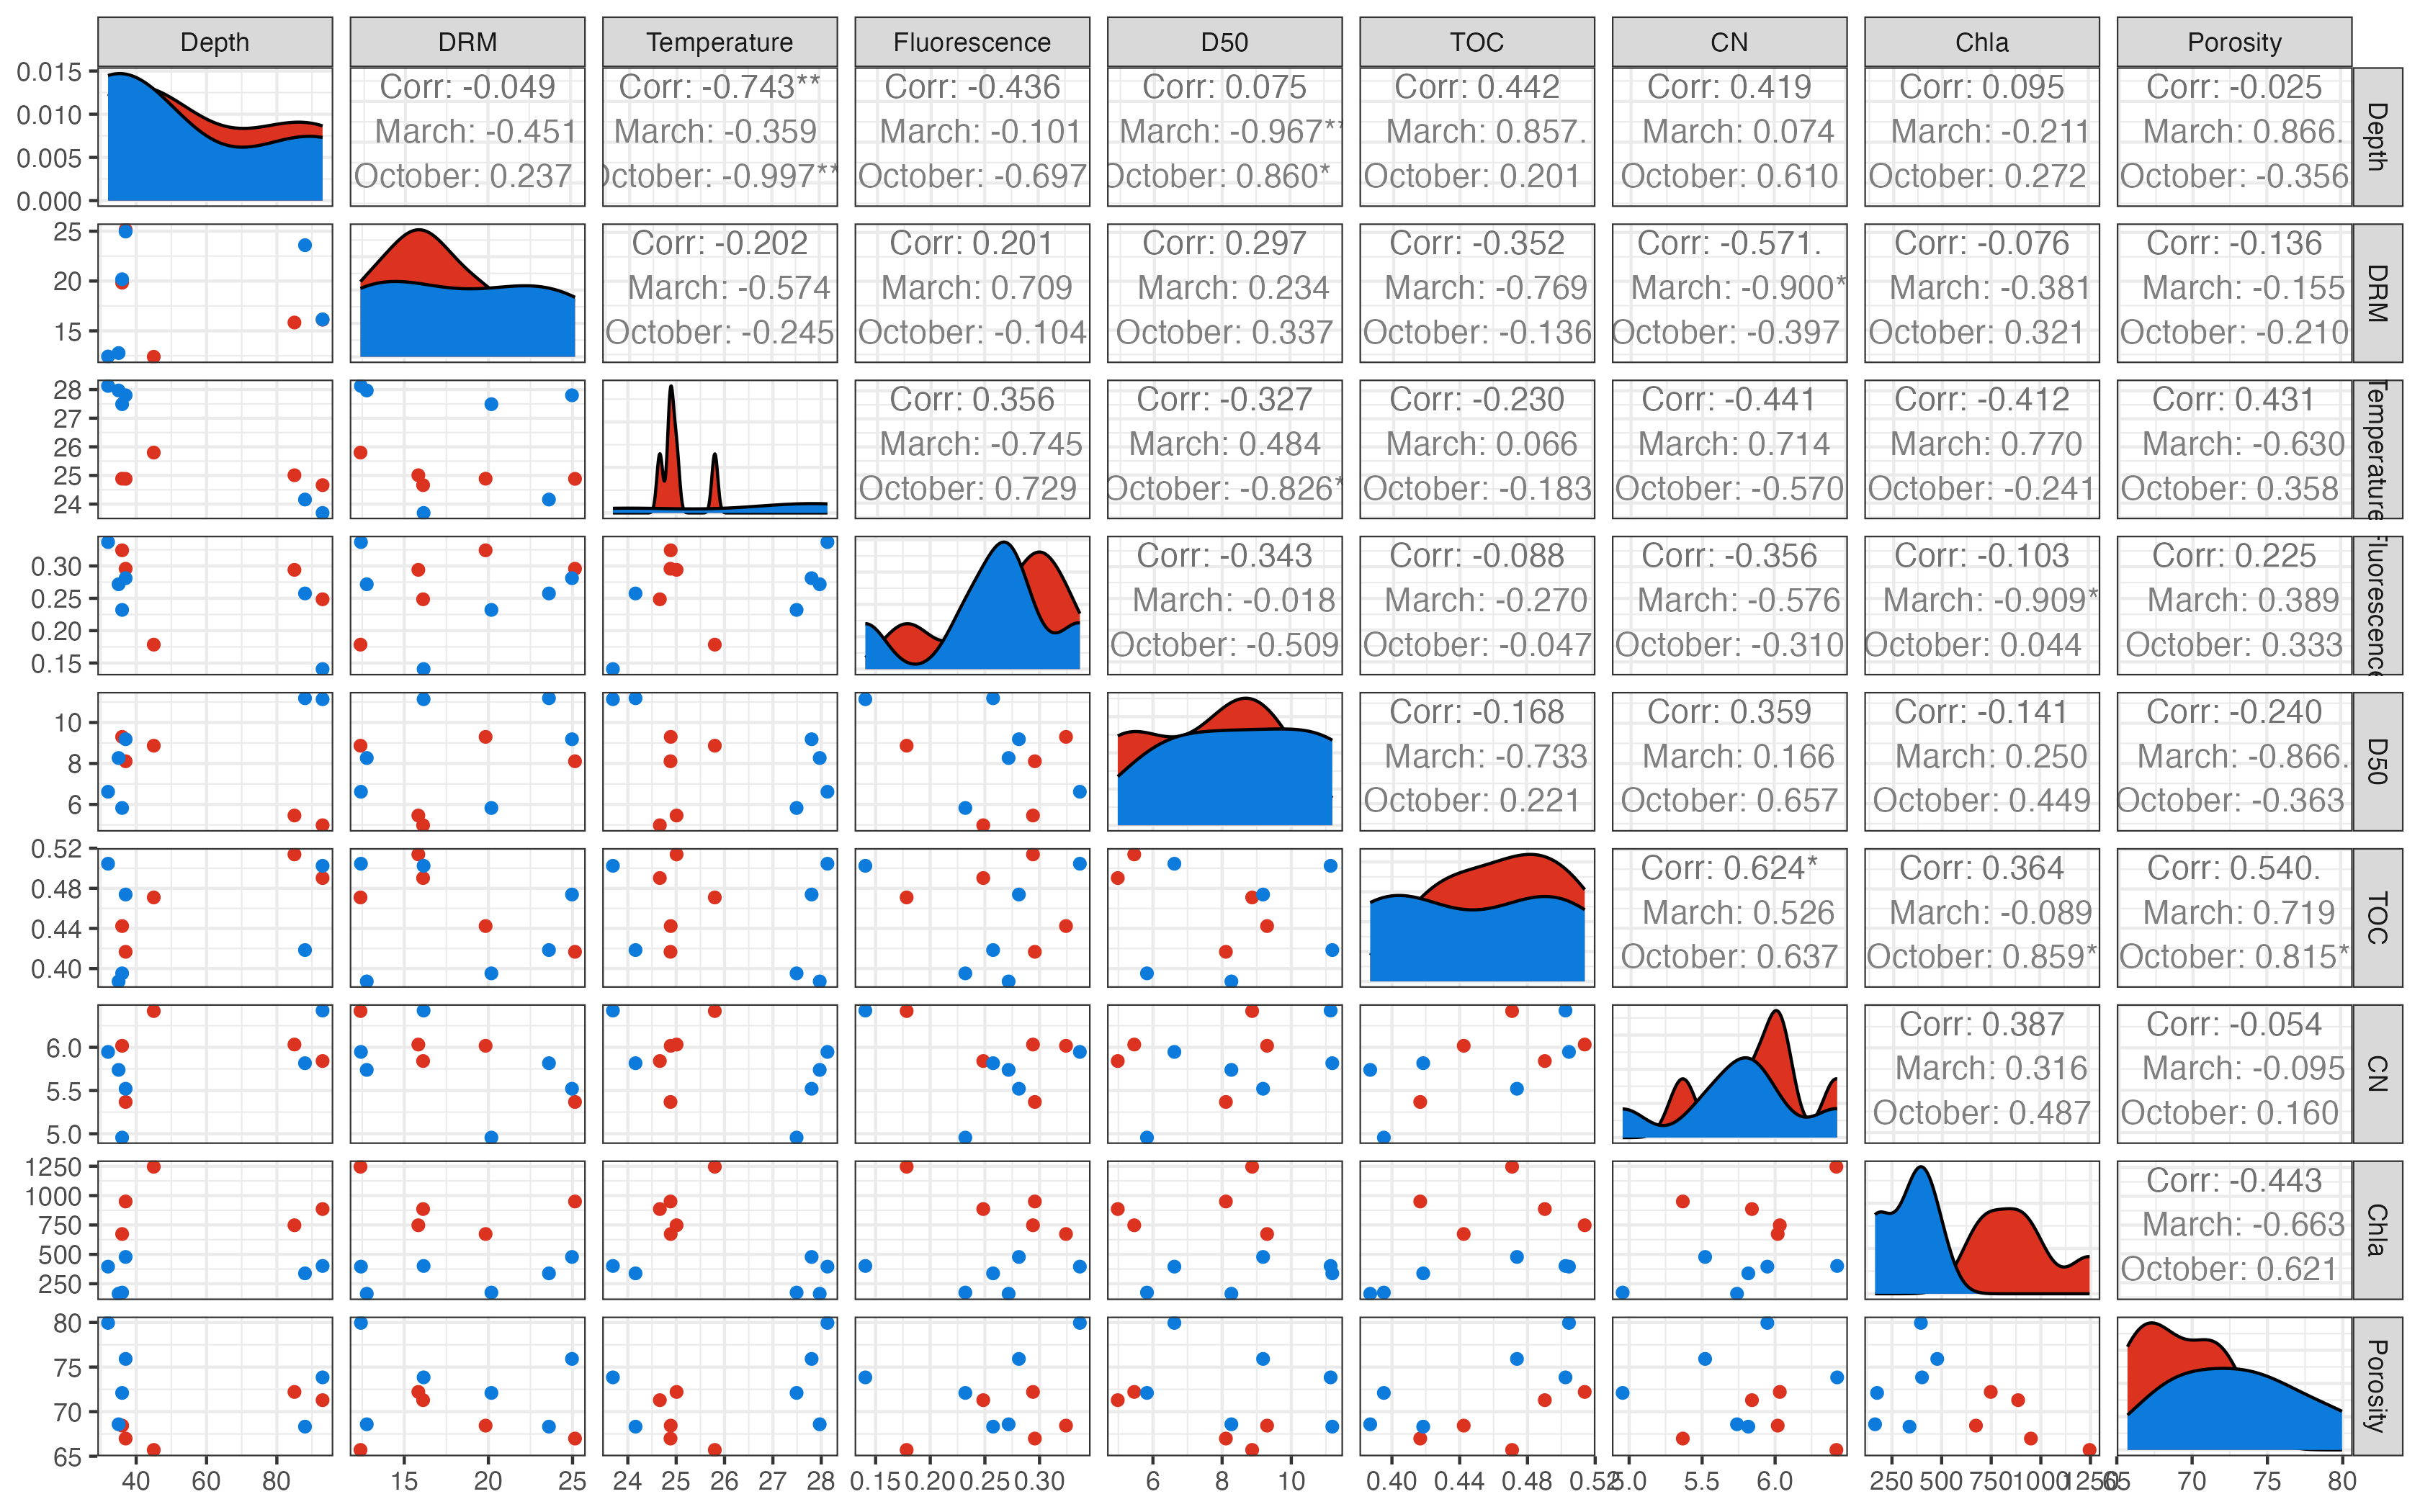 Depth DRM Temperature Fluorescence D50 TOC CN Chla Porosity
0.015
0.010
0.005
0.000
Corr: -0.049
March: -0.451
October: 0.237
Corr: -0.743**
March: -0.359
October: -0.997**
Corr: -0.436
March: -0.101
October: -0.697
Corr: 0.075
March: -0.967**
October: 0.860*
Corr: 0.442
March: 0.857.
October: 0.201
Corr: 0.419
March: 0.074
October: 0.610
Corr: 0.095
March: -0.211
October: 0.272
Corr: -0.025
March: 0.866.
October: -0.356
Depth
25
20
15
Corr: -0.202
March: -0.574
October: -0.245
Corr: 0.201
March: 0.709
October: -0.104
Corr: 0.297
March: 0.234
October: 0.337
Corr: -0.352
March: -0.769
October: -0.136
Corr: -0.571.
March: -0.900*
October: -0.397
Corr: -0.076
March: -0.381
October: 0.321
Corr: -0.136
March: -0.155
October: -0.210
DRM
28
27
26
25
24
Corr: 0.356
March: -0.745
October: 0.729
Corr: -0.327
March: 0.484
October: -0.826*
Corr: -0.230
March: 0.066
October: -0.183
Corr: -0.441
March: 0.714
October: -0.570
Corr: -0.412
March: 0.770
October: -0.241
Corr: 0.431
March: -0.630
October: 0.358
Temperature
0.30
0.25
0.20
0.15
Corr: -0.343
March: -0.018
October: -0.509
Corr: -0.088
March: -0.270
October: -0.047
Corr: -0.356
March: -0.576
October: -0.310
Corr: -0.103
March: -0.909*
October: 0.044
Corr: 0.225
March: 0.389
October: 0.333
Fluorescence
10
8
6
Corr: -0.168
March: -0.733
October: 0.221
Corr: 0.359
March: 0.166
October: 0.657
Corr: -0.141
March: 0.250
October: 0.449
Corr: -0.240
March: -0.866.
October: -0.363
D50
0.52
0.48
0.44
0.40
Corr: 0.624*
March: 0.526
October: 0.637
Corr: 0.364
March: -0.089
October: 0.859*
Corr: 0.540.
March: 0.719
October: 0.815*
TOC
6.0
5.5
5.0
Corr: 0.387
March: 0.316
October: 0.487
Corr: -0.054
March: -0.095
October: 0.160
CN
1250
1000
750
500
250
Corr: -0.443
March: -0.663
October: 0.621
Chla
80
75
70
65
Porosity
40 60 80 15 20 25 24 25 26 27 28 0.15 0.20 0.25 0.30 6 8 10 0.40 0.44 0.48 0.52 5.0 5.5 6.0 250 500 750 1000 1250 65 70 75 80